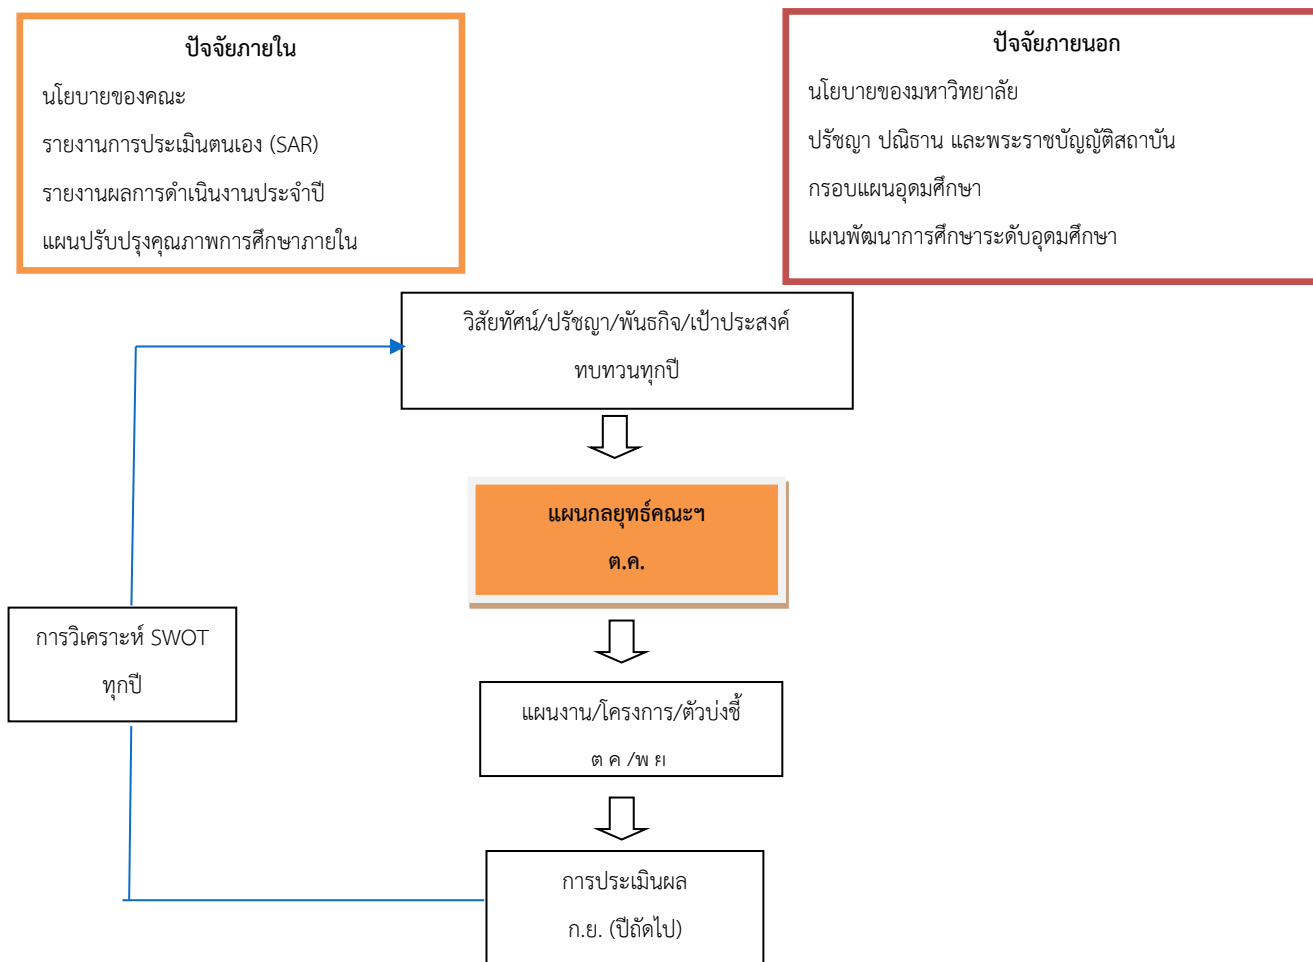 ปัจจัยภายใน
นโยบายของคณะ
รายงานการประเมินตนเอง (SAR)
รายงานผลการดำเนินงานประจำปี
แผนปรับปรุงคุณภาพการศึกษาภายใน
ปัจจัยภายนอก
นโยบายของมหาวิทยาลัย
ปรัชญา ปณิธาน และพระราชบัญญัติสถาบัน
กรอบแผนอุดมศึกษา
แผนพัฒนาการศึกษาระดับอุดมศึกษา
วิสัยทัศน์/ปรัชญา/พันธกิจ/เป้าประสงค์
ทบทวนทุกปี
แผนกลยุทธ์คณะฯ
ต.ค.
การวิเคราะห์ SWOT
ทุกปี
แผนงาน/โครงการ/ตัวบ่งชี้
ต ค /พ ย
การประเมินผล
ก.ย. (ปีถัดไป)